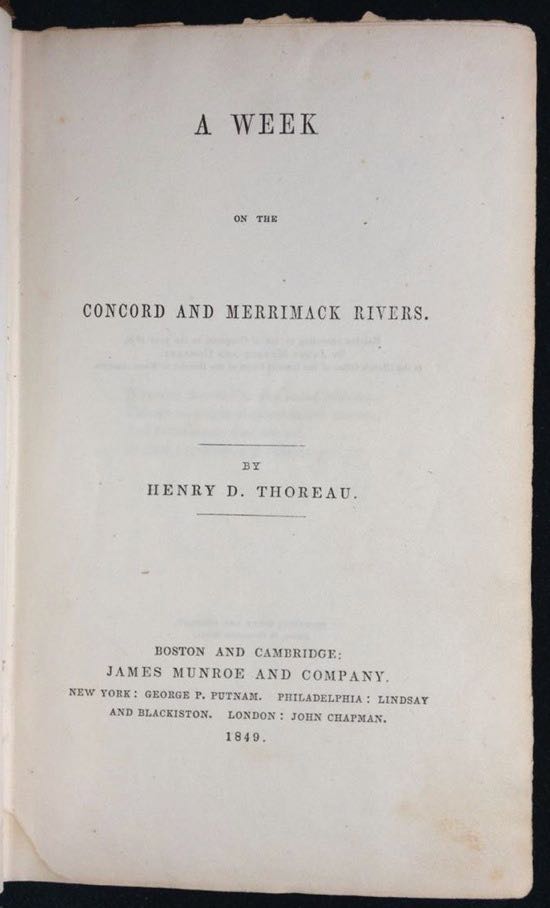 A WEEK
ON THE
CONCORD AND MERRIMACK RIVERS.
BY
HENRY D. THOREAU.
BOSTON AND CAMBRIDGE:
JAMES MUNROE AND COMPANY.
NEW YORK: GEORGE P. PUTNAM. PHILADELPHIA: LINDSAY
AND BLACKISTON. LONDON: JOHN CHAPMAN.
1849.